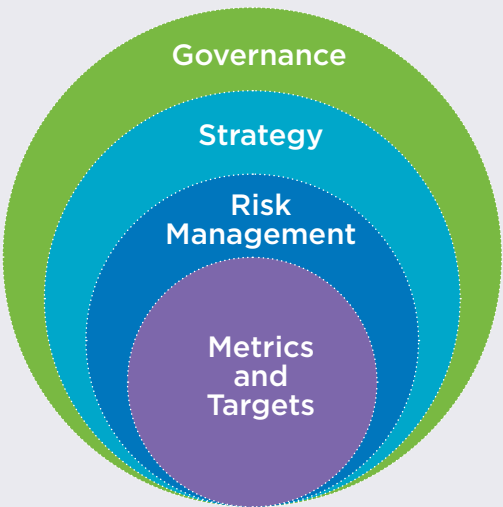 Governance
Strategy
Risk
Management
Metrics
and
Targets